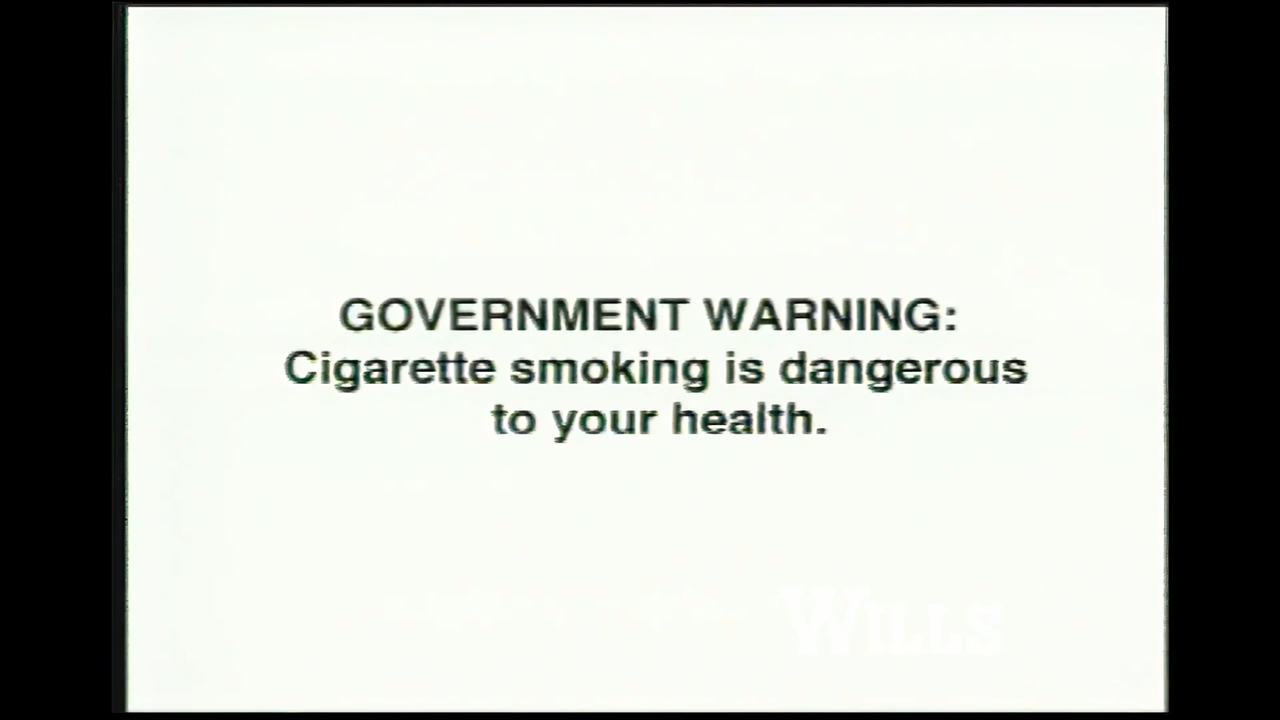 GOVERNMENT WARNING:
Cigarette smoking is dangerous
to your health.
WILLS